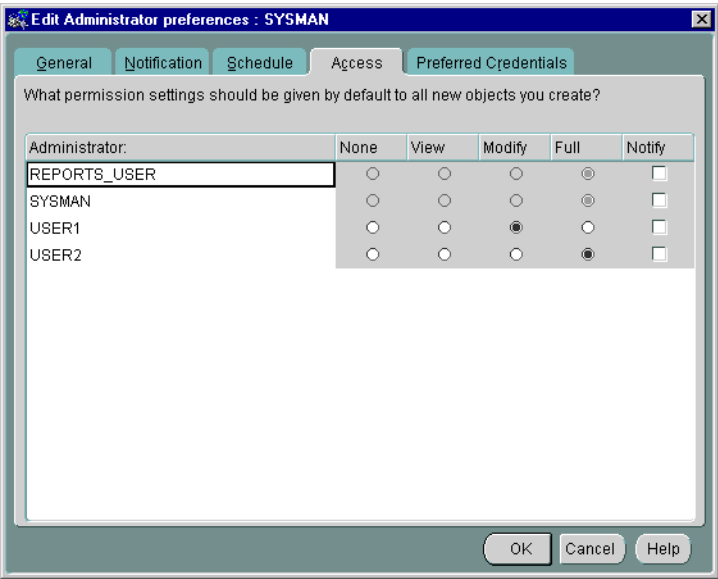 Edit Administrator preferences : SYSMAN
General Notification Schedule Access Preferred Credentials
What permission settings should be given by default to all new objects you create?
Administrator: None View Modify Full Notify
REPORTS_USER
SYSMAN
USER1
USER2
OK Cancel Help